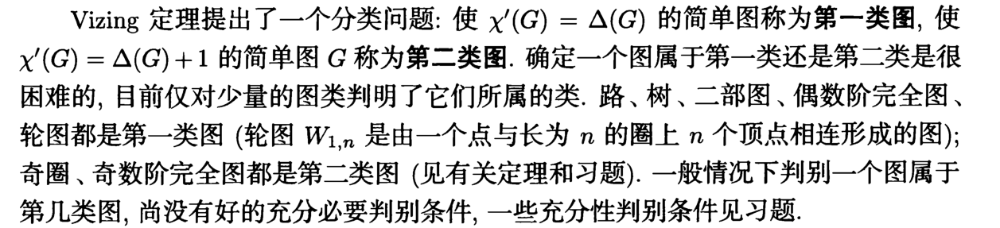 Vizing 定理提出了一个分类问题: 使 χ′(G) = Δ(G) 的简单图称为第一类图, 使
χ′(G) = Δ(G)+1 的简单图 G 称为第二类图. 确定一个图属于第一类还是第二类是很
困难的, 目前仅对少量的图类判明了它们所属的类. 路、树、二部图、偶数阶完全图、
轮图都是第一类图 (轮图 W₁,ₙ 是由一个点与长为 n 的圈上 n 个顶点相连形成的图);
奇圈、奇数阶完全图都是第二类图 (见有关定理和习题). 一般情况下判别一个图属于
第几类图, 尚没有好的充分必要判别条件, 一些充分性判别条件见习题.